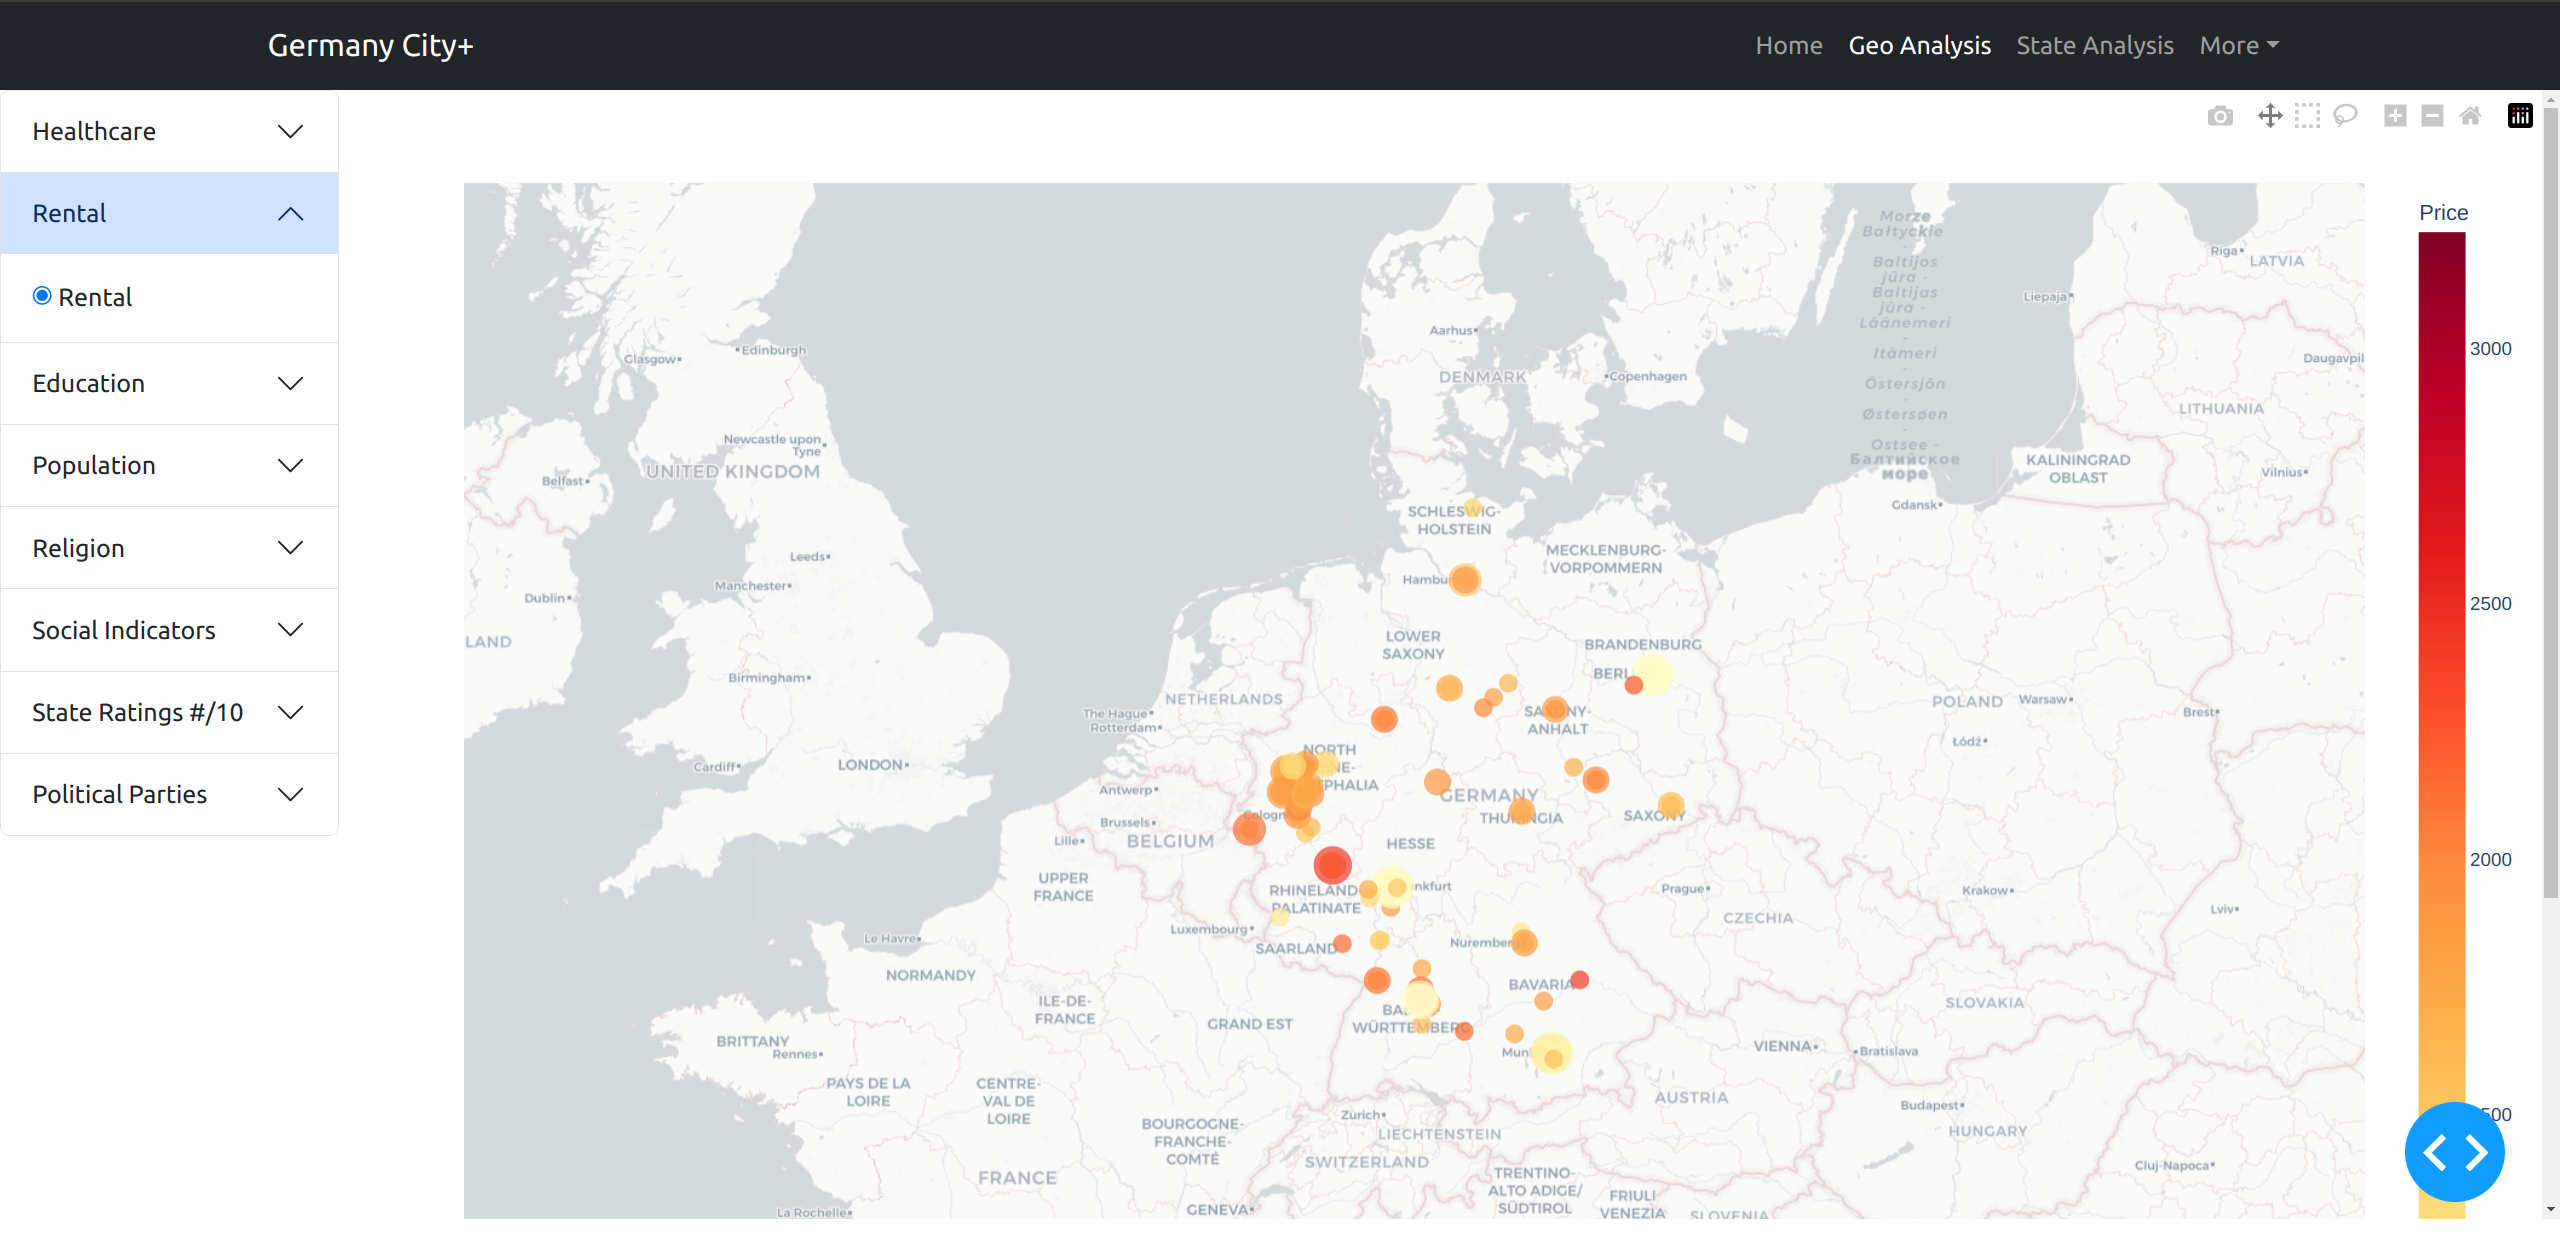 Germany City+
Home
Geo Analysis
State Analysis
More
Healthcare
Rental
Rental
Education
Population
Religion
Social Indicators
State Ratings #/10
Political Parties
Price
3000
2500
2000
500
Morze
Bałtyckie
-
Baltijos
jūra -
Baltijas
jūra -
Läänemeri
-
Itämeri
-
Östersjön
-
Østersøen
-
Ostsee -
Балтийское
море
Riga
LATVIA
Liepaja
Daugavpil
LITHUANIA
Vilnius
KALININGRAD
OBLAST
Gdansk
Aarhus
DENMARK
Copenhagen
Glasgow
Edinburgh
Newcastle upon
Tyne
UNITED KINGDOM
Belfast
Leeds
Manchester
Dublin
LAND
Birmingham
Cardiff
LONDON
SCHLESWIG-
HOLSTEIN
MECKLENBURG-
VORPOMMERN
Hambu
LOWER
SAXONY
BRANDENBURG
BERL
NETHERLANDS
The Hague
Rotterdam
SAXONY-
ANHALT
POLAND
Warsaw
Brest
Łódź
NORTH
INE-
TPHALIA
Antwerp
GERMANY
Cologn
Brussels
BELGIUM
Lille
THURINGIA
SAXONY
HESSE
UPPER
FRANCE
RHINELAND-
PALATINATE
nkfurt
Prague
Krakow
Lviv
CZECHIA
Luxembourg
Le Havre
SAARLAND
Nuremberg
NORMANDY
BAVARIA
ILE-DE-
FRANCE
GRAND EST
BA
WÜRTTEMBERG
SLOVAKIA
BRITTANY
Rennes
Muni
VIENNA
Bratislava
PAYS DE LA
LOIRE
CENTRE-
VAL DE
LOIRE
AUSTRIA
Budapest
Zurich
BOURGOGNE-
FRANCHE-
COMTÉ
LIECHTENSTEIN
HUNGARY
SWITZERLAND
Cluj-Napoca
FRANCE
TRENTINO-
ALTO ADIGE/
SÜDTIROL
FRIULI
VENEZIA
SLOVENIA
GENEVA
La Rochelle